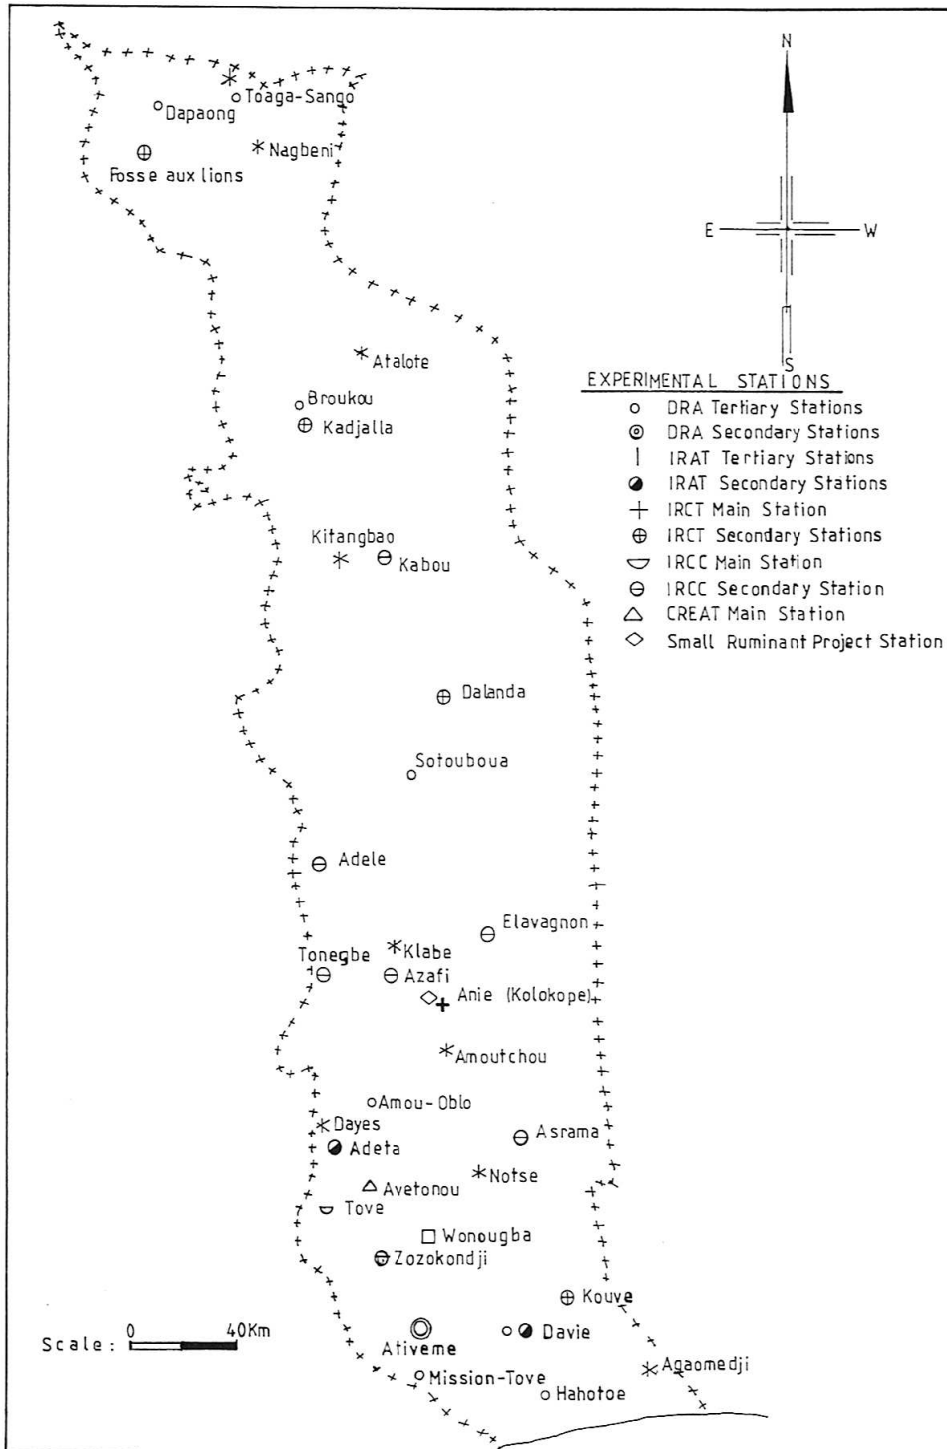 N
E W
S
Toaga-Sango
Dapaong
Nagbeni
Fosse aux lions
Atalote
Broukou
Kadjalla
EXPERIMENTAL STATIONS
DRA Tertiary Stations
DRA Secondary Stations
IRAT Tertiary Stations
IRAT Secondary Stations
IRCT Main Station
IRCT Secondary Stations
IRCC Main Station
IRCC Secondary Station
CREAT Main Station
Small Ruminant Project Station
Kitangbao
Kabou
Dalanda
Sotouboua
Adele
Elavagnon
Klabe
Tonegbe
Azafi
Anie (Kolokope)
Amoutchou
Amou-Oblo
Dayes
Asrama
Adeta
Notse
Avetonou
Tove
Wonougba
Zozokondji
Kouve
Scale: 0 40Km
Davie
Ativeme
Agaomedji
Mission-Tove
Hahotoe